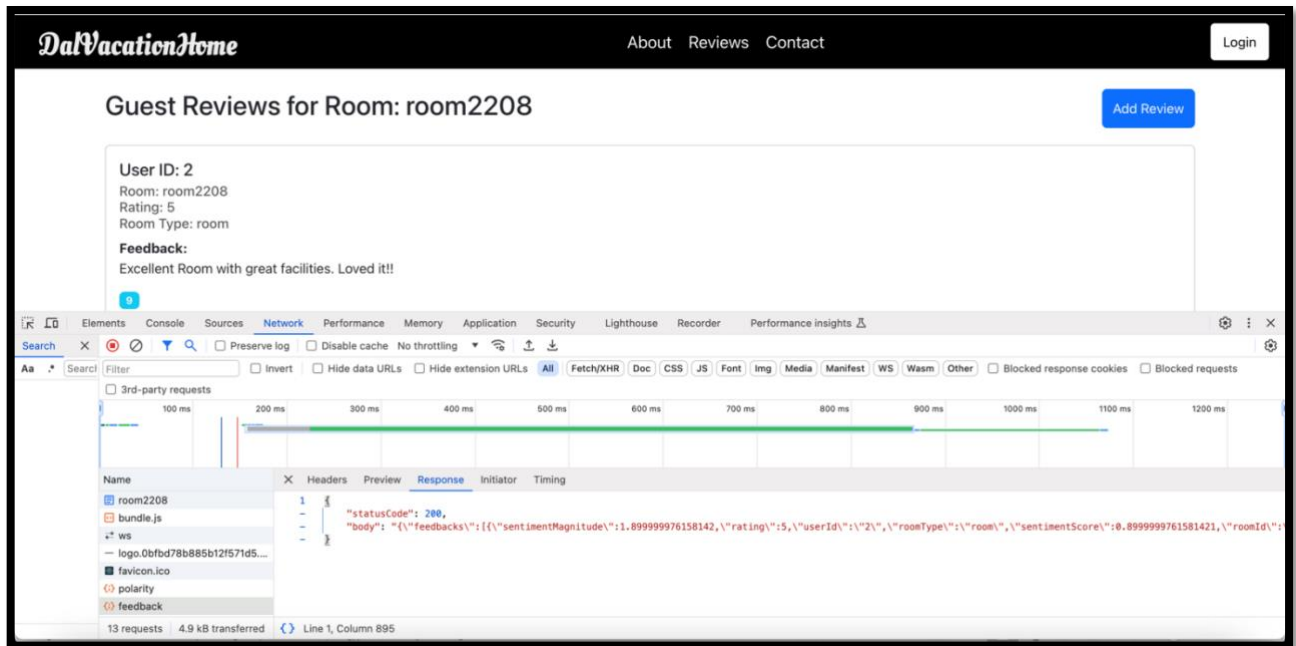 DalVacationHome
About Reviews Contact
Login
Guest Reviews for Room: room2208
Add Review
User ID: 2
Room: room2208
Rating: 5
Room Type: room
Feedback:
Excellent Room with great facilities. Loved it!!
9
Elements Console Sources Network Performance Memory Application Security Lighthouse Recorder Performance insights
Search Preserve log Disable cache No throttling
Aa .* Searcl Filter Invert Hide data URLs Hide extension URLs All Fetch/XHR Doc CSS JS Font Img Media Manifest WS Wasm Other Blocked response cookies Blocked requests
3rd-party requests
100 ms 200 ms 300 ms 400 ms 500 ms 600 ms 700 ms 800 ms 900 ms 1000 ms 1100 ms 1200 ms
Name Headers Preview Response Initiator Timing
room2208
bundle.js
ws
logo.0bfbd78b885b12f571d5....
favicon.ico
polarity
feedback
1 {
- "statusCode": 200,
- "body": "{\"feedbacks\":[{\"sentimentMagnitude\":1.899999976158142,\"rating\":5,\"userId\":\"2\",\"roomType\":\"room\",\"sentimentScore\":0.8999999761581421,\"roomId\":
- }
13 requests 4.9 kB transferred {} Line 1, Column 895